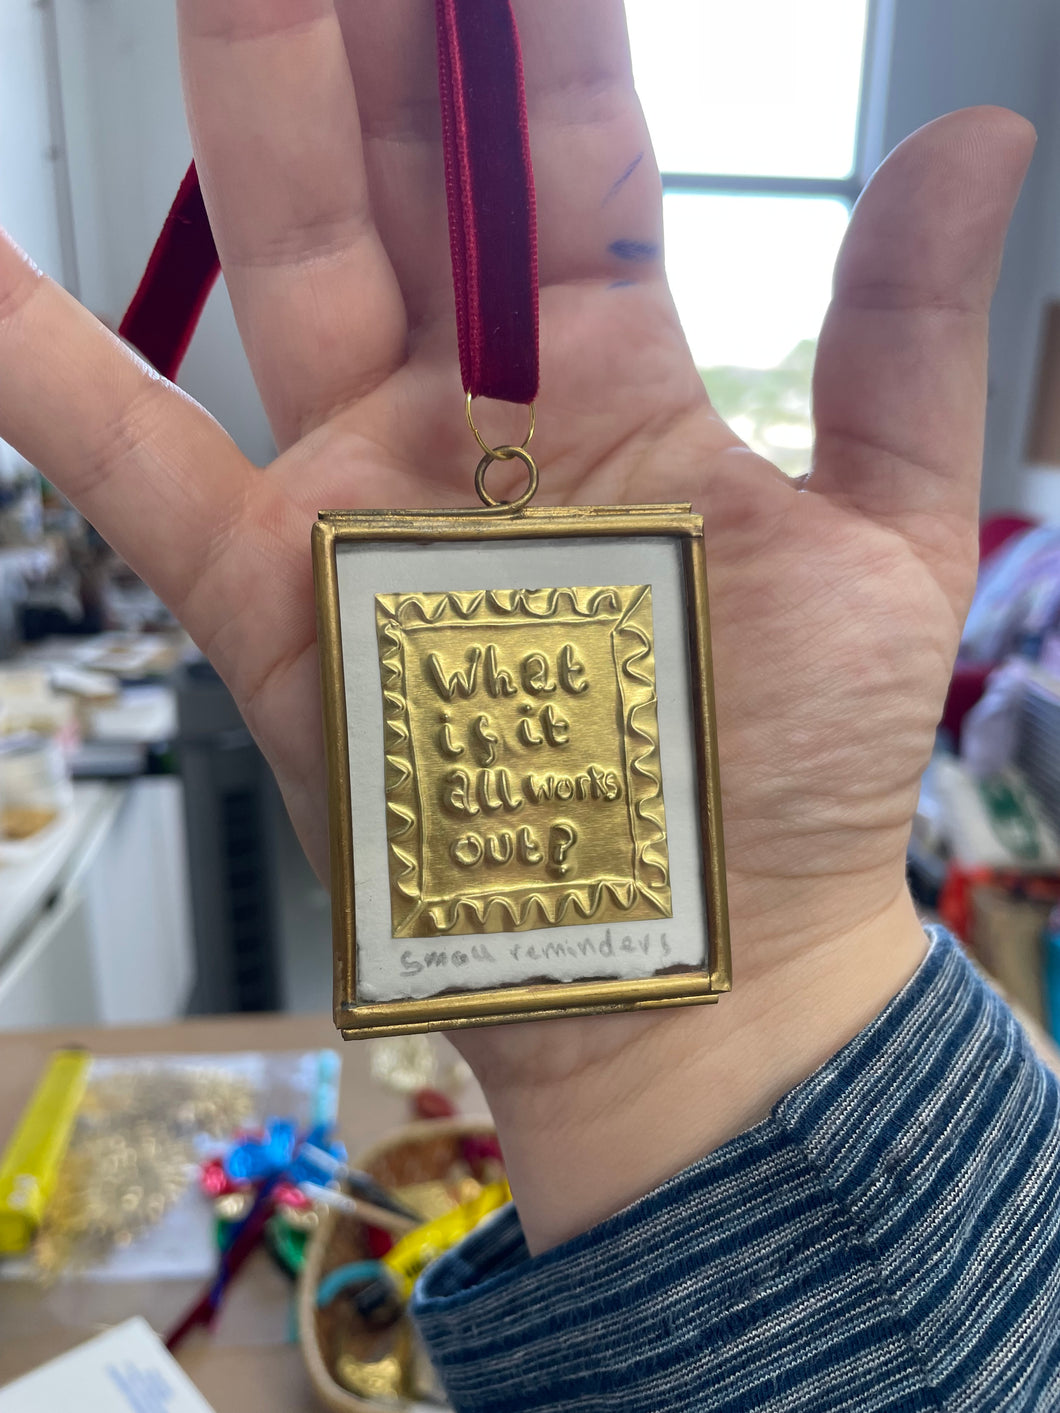 What
if it
all works
out?
small reminders